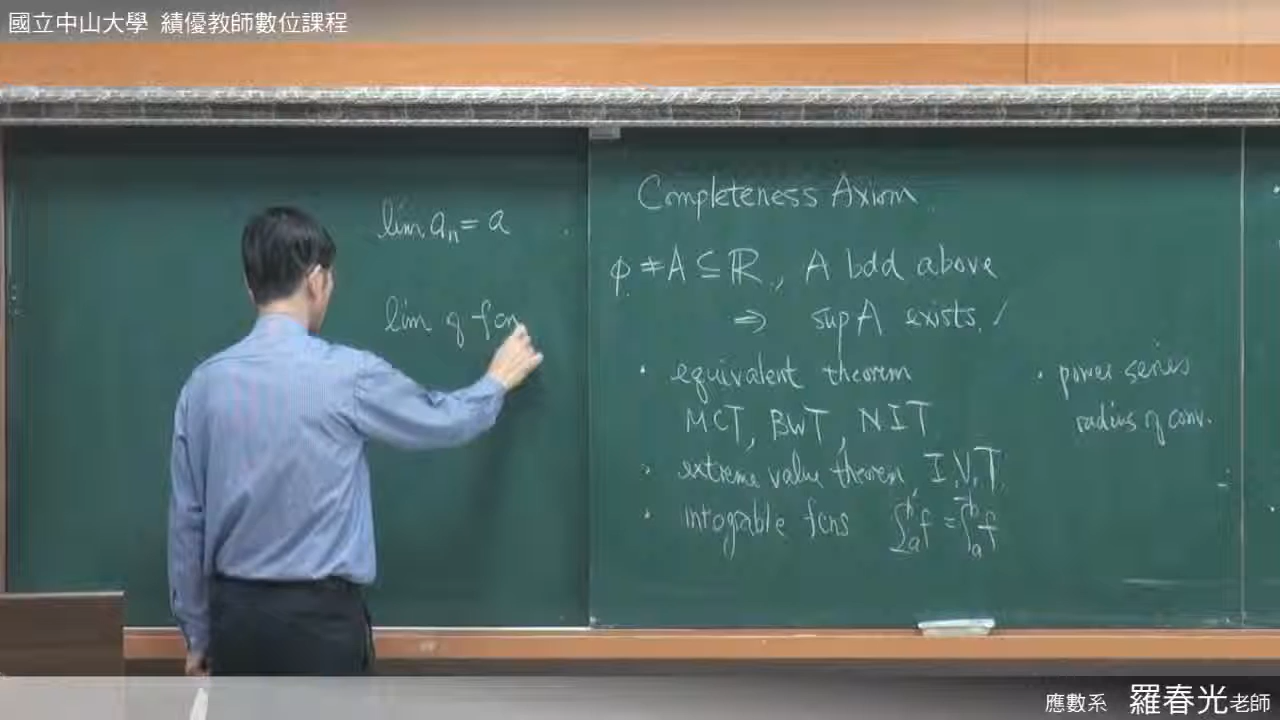 國立中山大學 績優教師數位課程
lim aₙ = a
lim of fcn
Completeness Axiom
φ ≠ A ⊆ ℝ, A bdd above
⇒ sup A exists. ✓
• equivalent theorem
MCT, BWT, NIT
• extreme value theorem, I.V.T.
• integrable fcns ∫̲ₐᵇ f = ∫̅ₐᵇ f
• power series
radius of conv.
應數系 羅春光老師